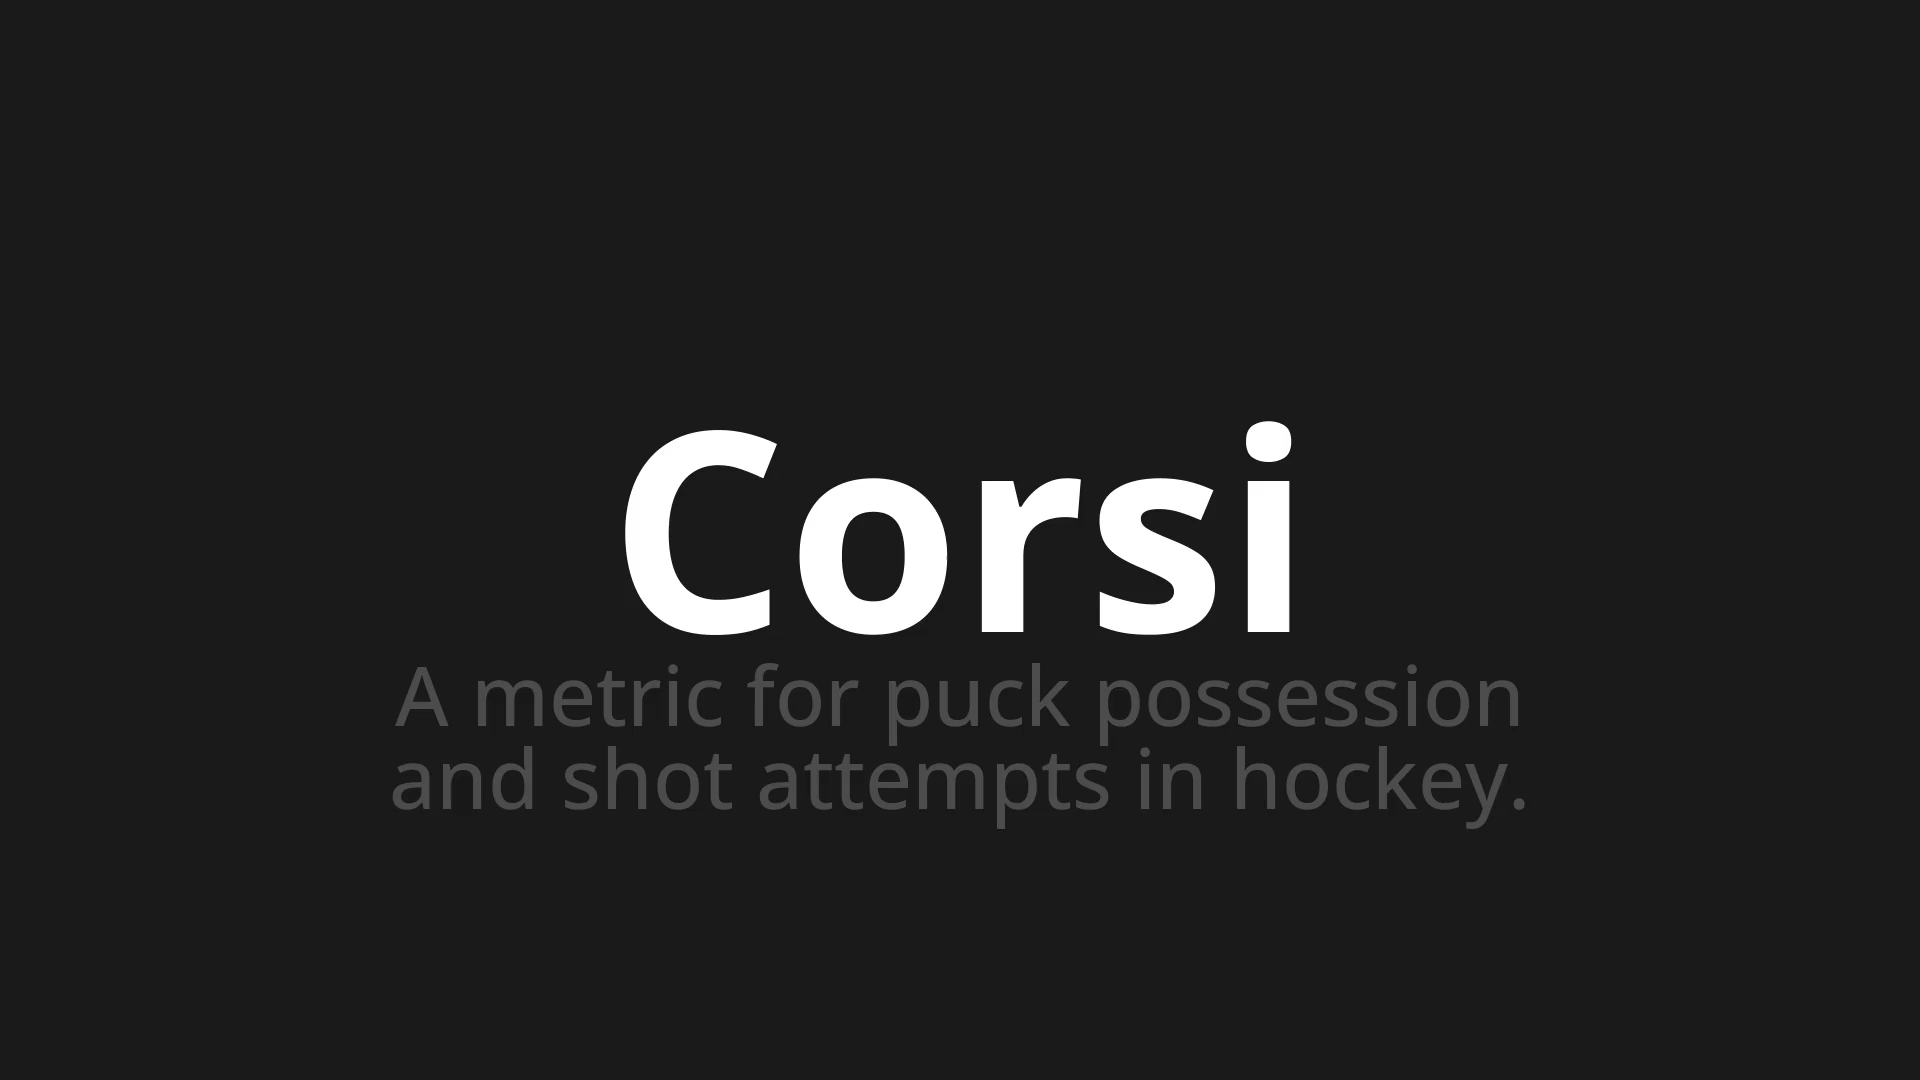 Corsi
A metric for puck possession
and shot attempts in hockey.